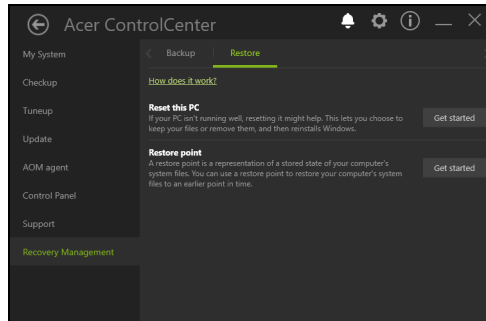 Acer ControlCenter
My System
Checkup
Tuneup
Update
AOM agent
Control Panel
Support
Recovery Management
Backup
Restore
How does it work?
Reset this PC
If your PC isn't running well, resetting it might help. This lets you choose to
keep your files or remove them, and then reinstalls Windows.
Get started
Restore point
A restore point is a representation of a stored state of your computer's
system files. You can use a restore point to restore your computer's system
files to an earlier point in time.
Get started